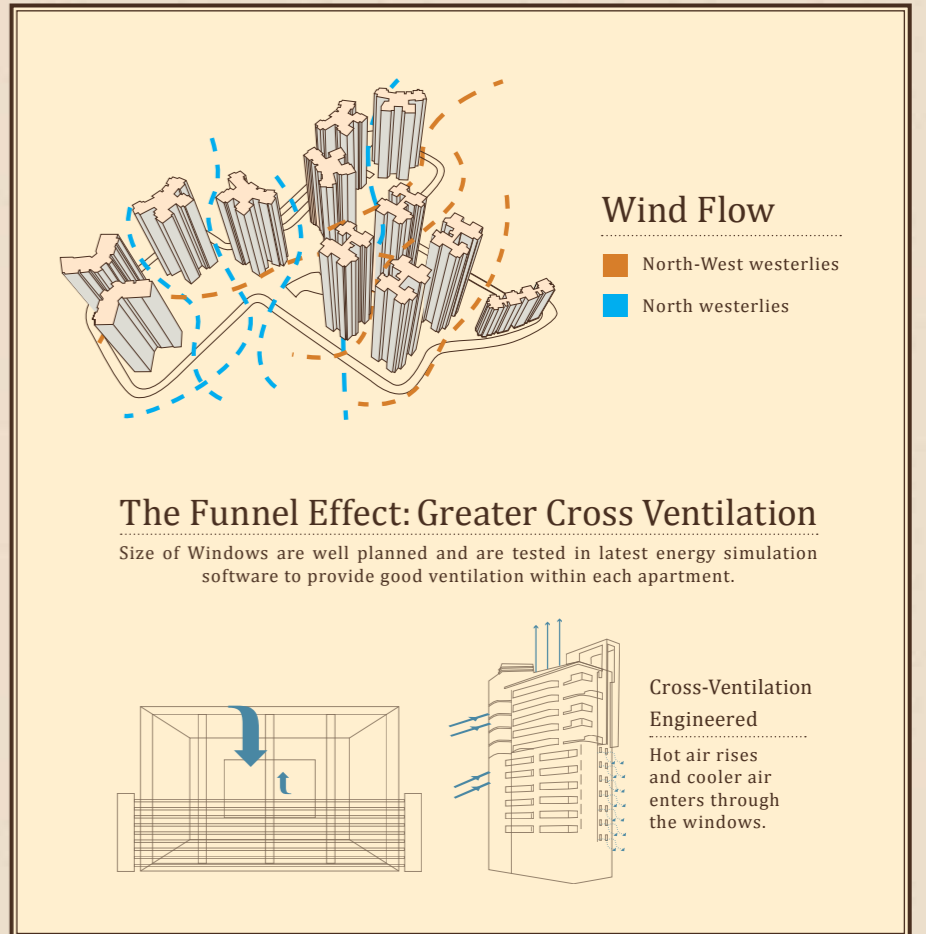 Wind Flow
North-West westerlies
North westerlies
The Funnel Effect: Greater Cross Ventilation
Size of Windows are well planned and are tested in latest energy simulation
software to provide good ventilation within each apartment.
Cross-Ventilation
Engineered
Hot air rises
and cooler air
enters through
the windows.